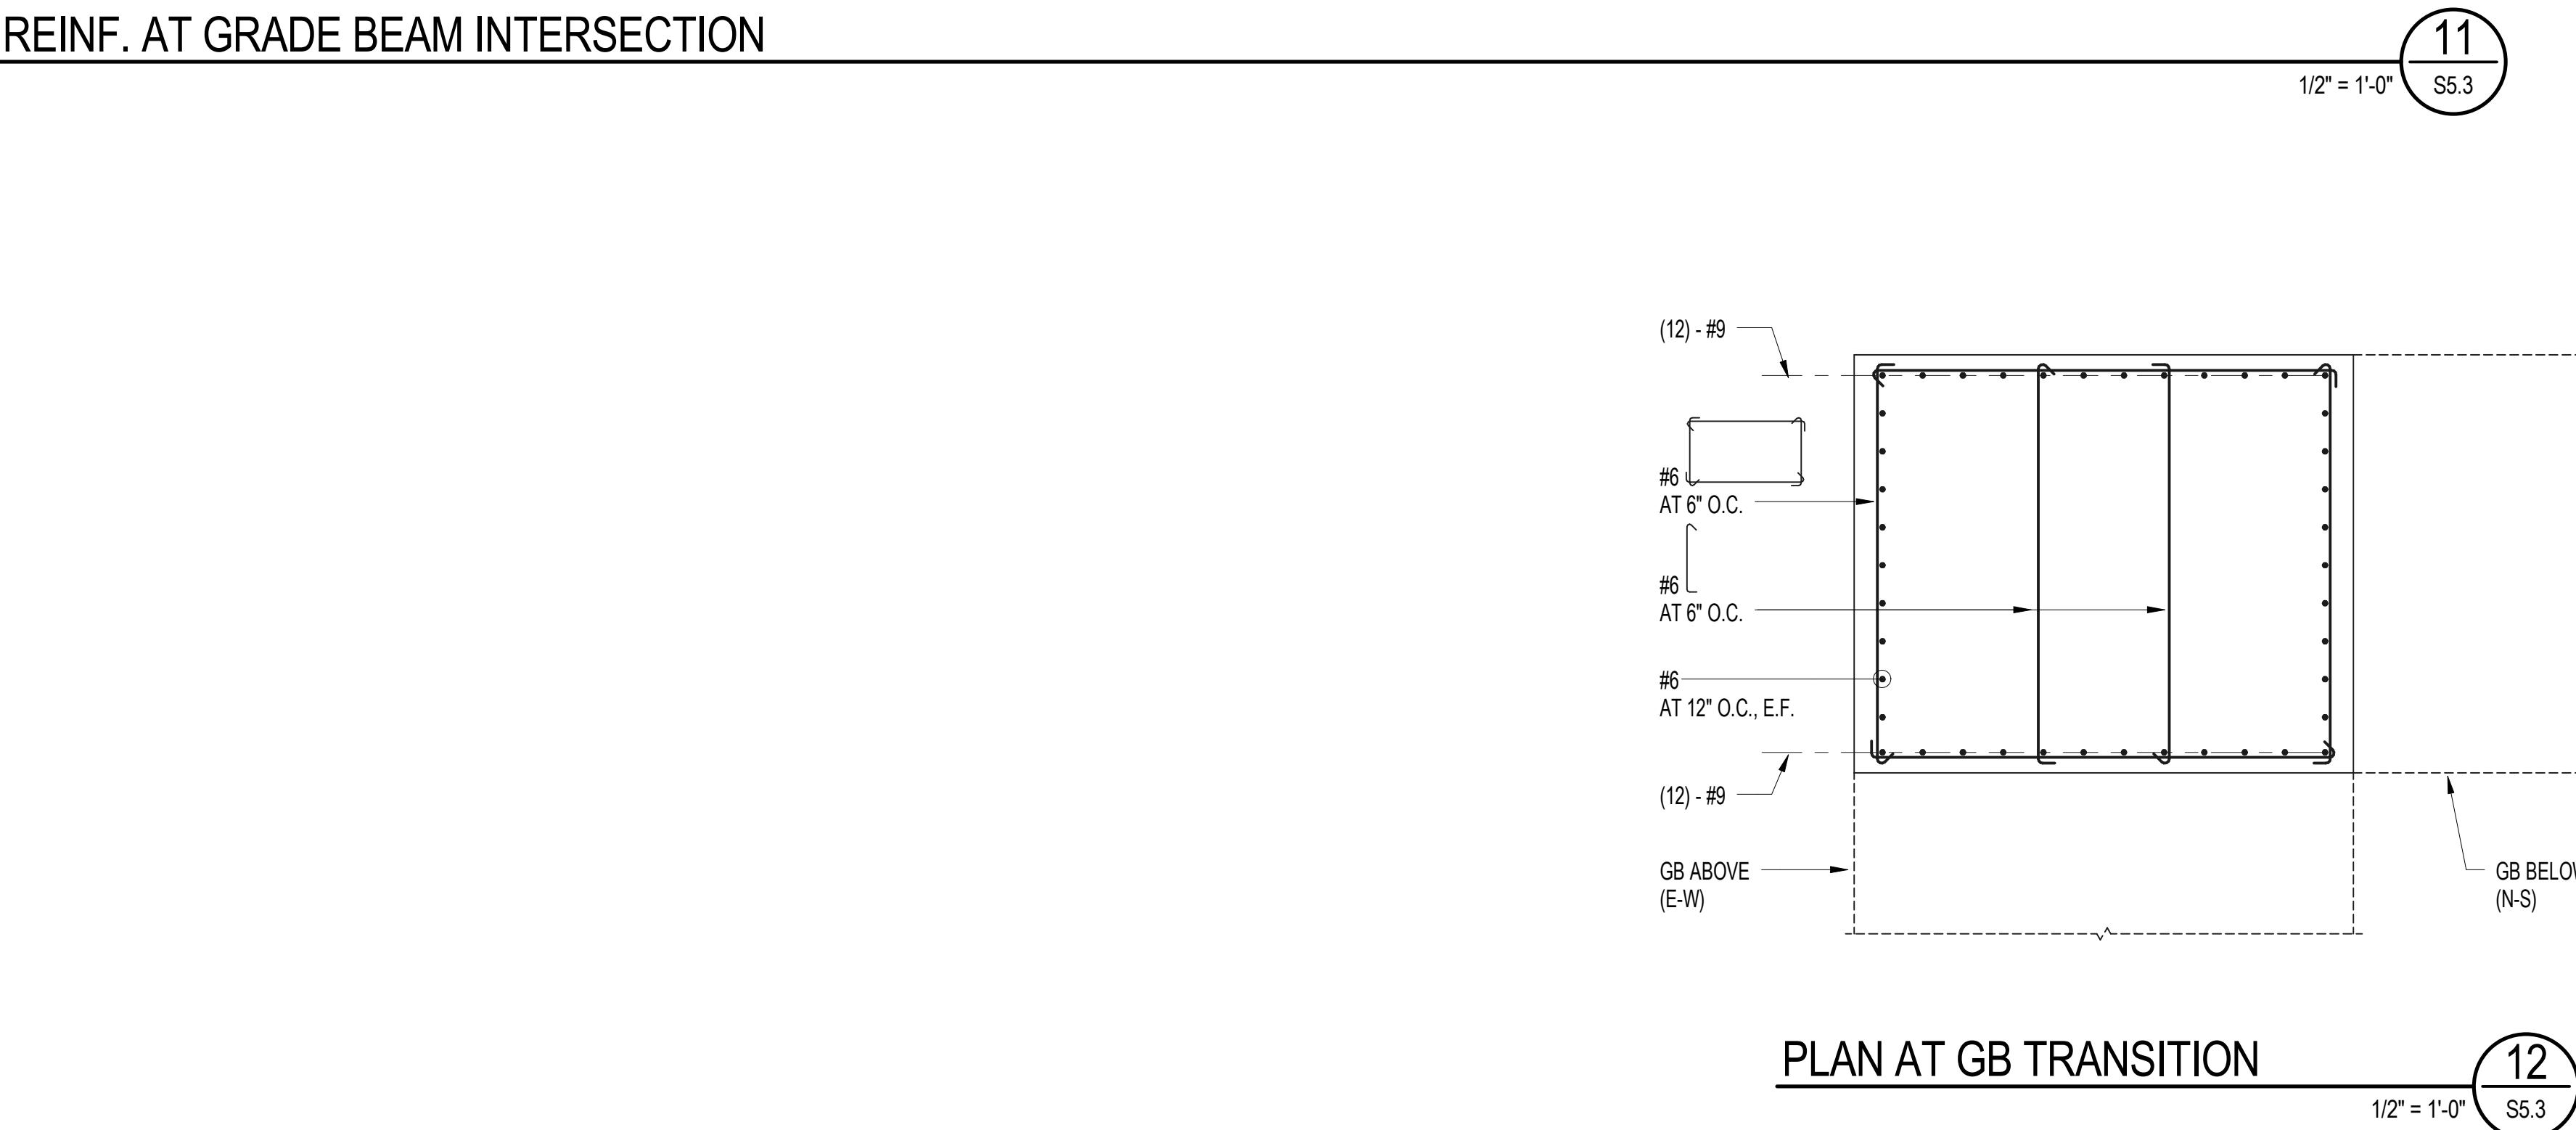 REINF. AT GRADE BEAM INTERSECTION
11
1/2" = 1'-0"
S5.3
(12) - #9
#6
AT 6" O.C.
#6
AT 6" O.C.
#6
AT 12" O.C., E.F.
(12) - #9
GB ABOVE
(E-W)
GB BELOW
(N-S)
PLAN AT GB TRANSITION
12
1/2" = 1'-0"
S5.3